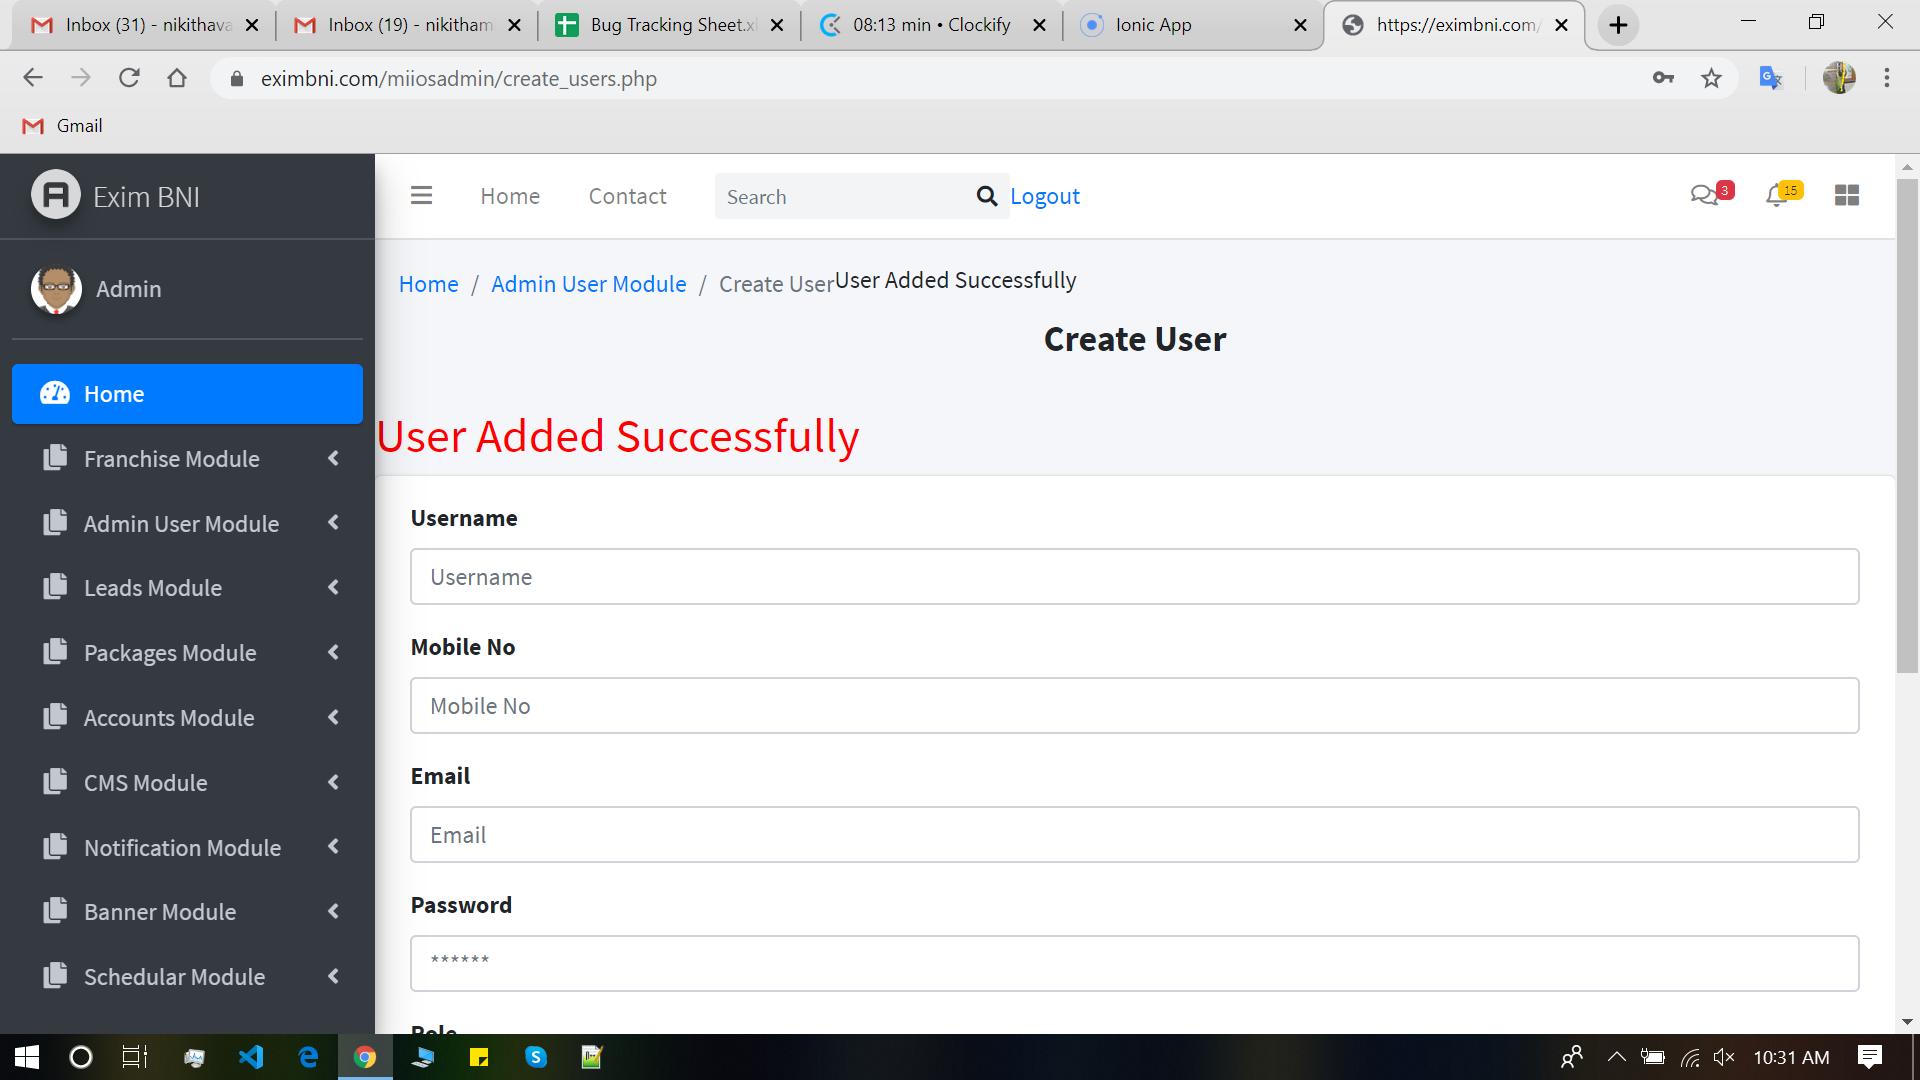 Inbox (31) - nikithava
Inbox (19) - nikitham
Bug Tracking Sheet.xl
08:13 min • Clockify
Ionic App
https://eximbni.com/
eximbni.com/miiosadmin/create_users.php
Gmail
Exim BNI
Home
Contact
Search
Logout
3
15
Admin
Home / Admin User Module / Create UserUser Added Successfully
Create User
User Added Successfully
Home
Franchise Module
Admin User Module
Leads Module
Packages Module
Accounts Module
CMS Module
Notification Module
Banner Module
Schedular Module
Username
Username
Mobile No
Mobile No
Email
Email
Password
******
Role
10:31 AM